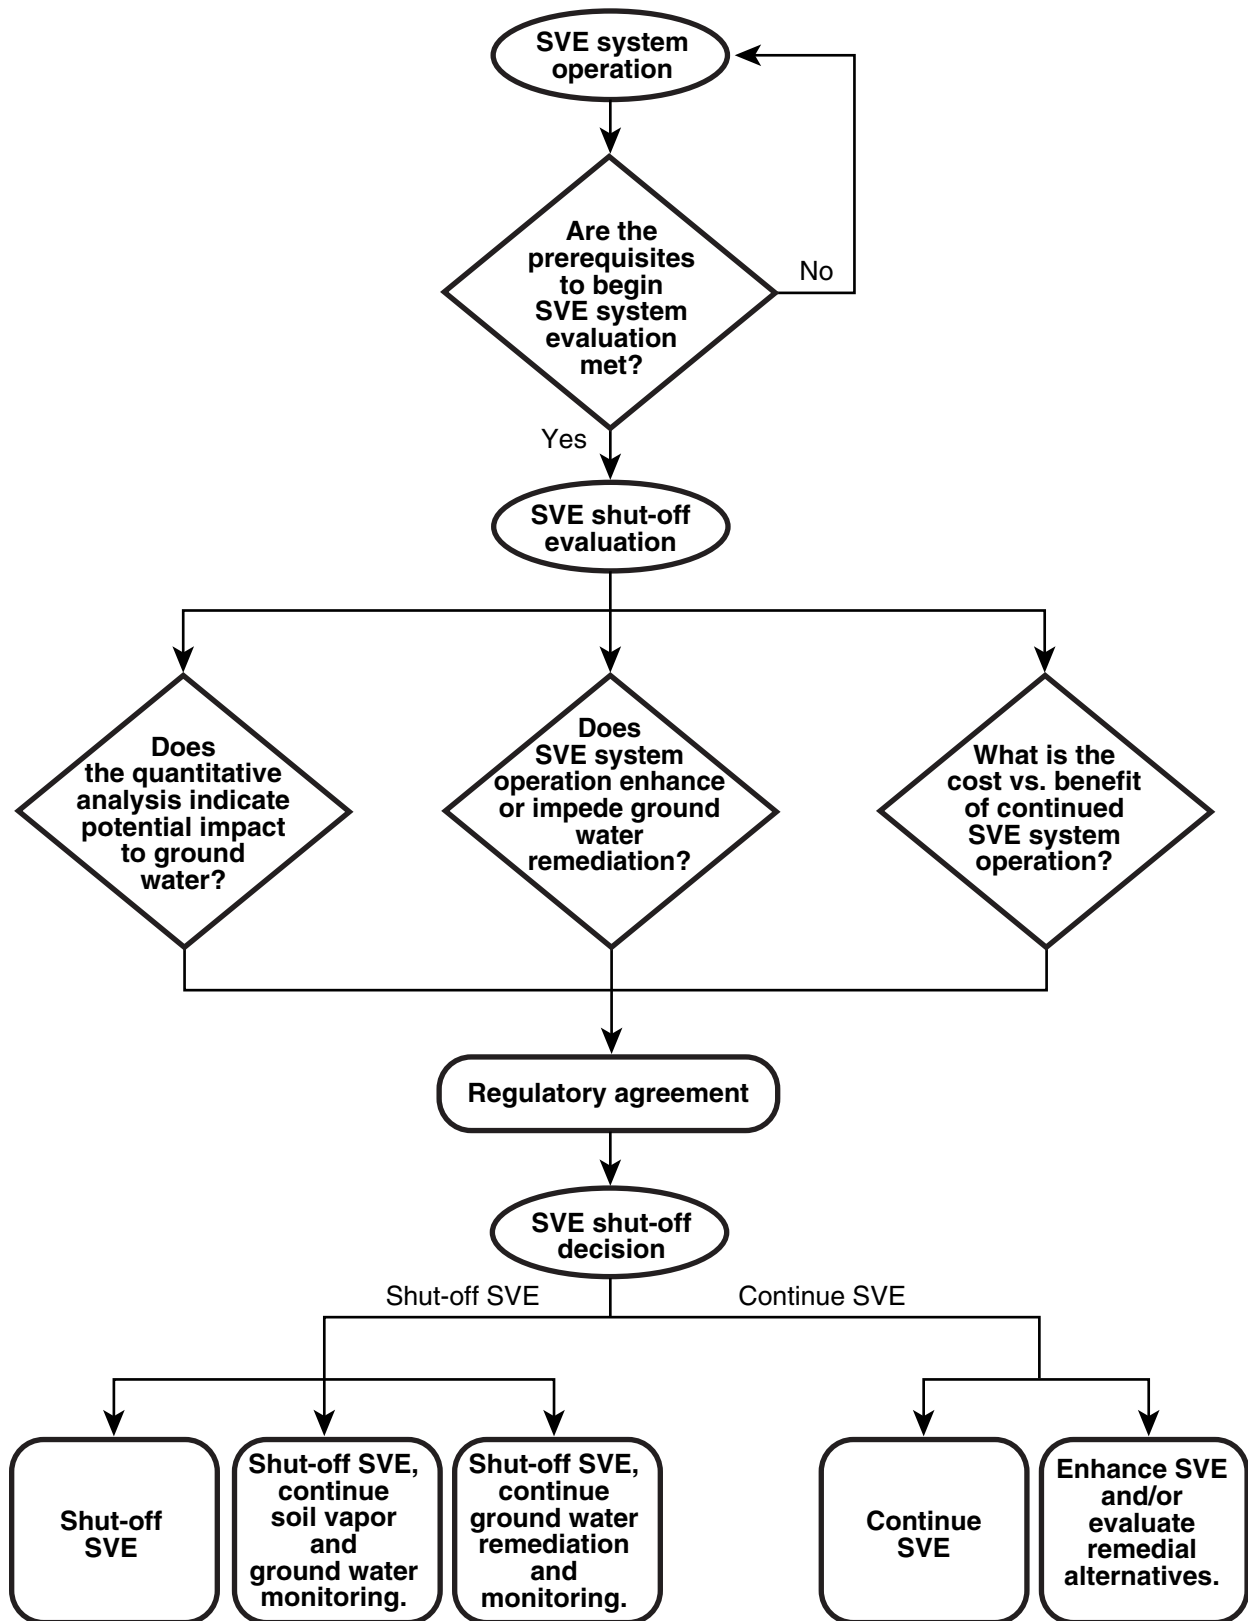 SVE system
operation
Are the
prerequisites
to begin
SVE system
evaluation
met?
No
Yes
SVE shut-off
evaluation
Does
the quantitative
analysis indicate
potential impact
to ground
water?
Does
SVE system
operation enhance
or impede ground
water
remediation?
What is the
cost vs. benefit
of continued
SVE system
operation?
Regulatory agreement
SVE shut-off
decision
Shut-off SVE
Continue SVE
Shut-off
SVE
Shut-off SVE,
continue
soil vapor
and
ground water
monitoring.
Shut-off SVE,
continue
ground water
remediation
and
monitoring.
Continue
SVE
Enhance SVE
and/or
evaluate
remedial
alternatives.